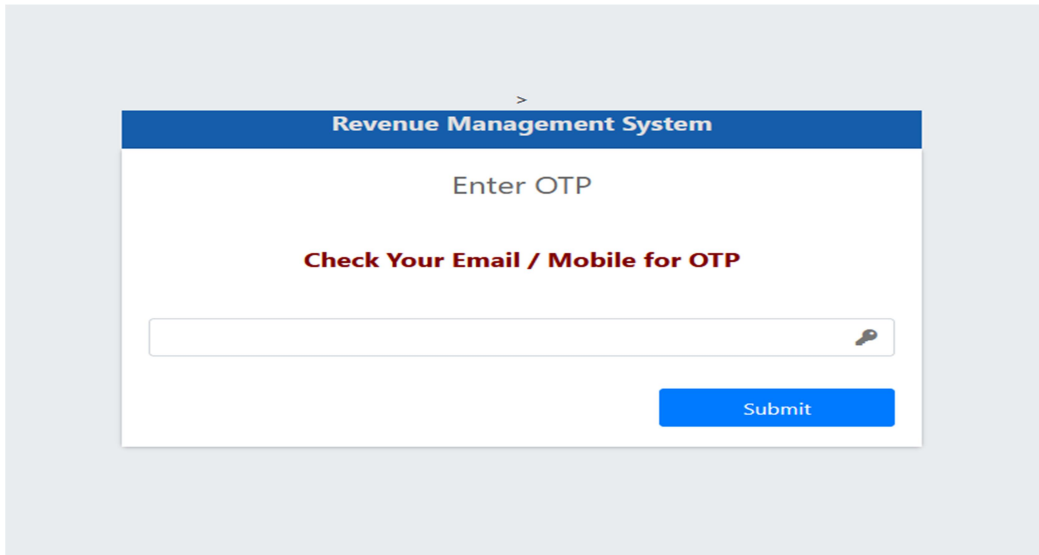 >
Revenue Management System
Enter OTP
Check Your Email / Mobile for OTP
Submit